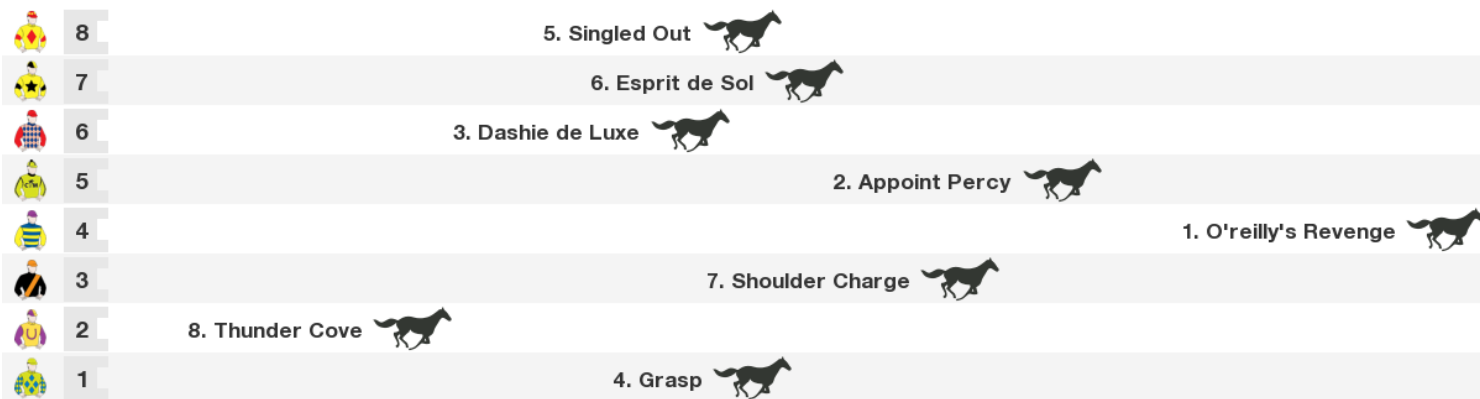 8 5. Singled Out
7 6. Esprit de Sol
6 3. Dashie de Luxe
5 2. Appoint Percy
4 1. O'reilly's Revenge
3 7. Shoulder Charge
2 8. Thunder Cove
1 4. Grasp